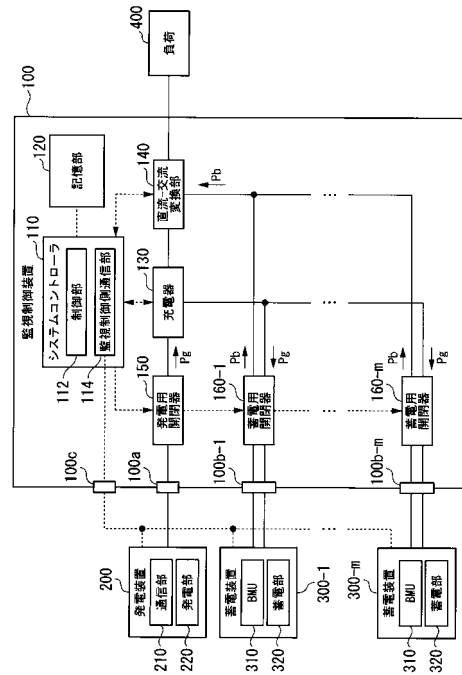 100
監視制御装置
110
システムコントローラ
制御部
112
監視制御側通信部
114
120
記憶部
400
負荷
130
充電器
140
直流-交流
変換部
Pb
150
発電用
開閉器
Pg
160-1
蓄電用
開閉器
Pb
Pg
160-m
蓄電用
開閉器
Pb
Pg
100c
100a
100b-1
100b-m
200
発電装置
通信部
210
発電部
220
蓄電装置
300-1
BMU
310
蓄電部
320
蓄電装置
300-m
BMU
310
蓄電部
320